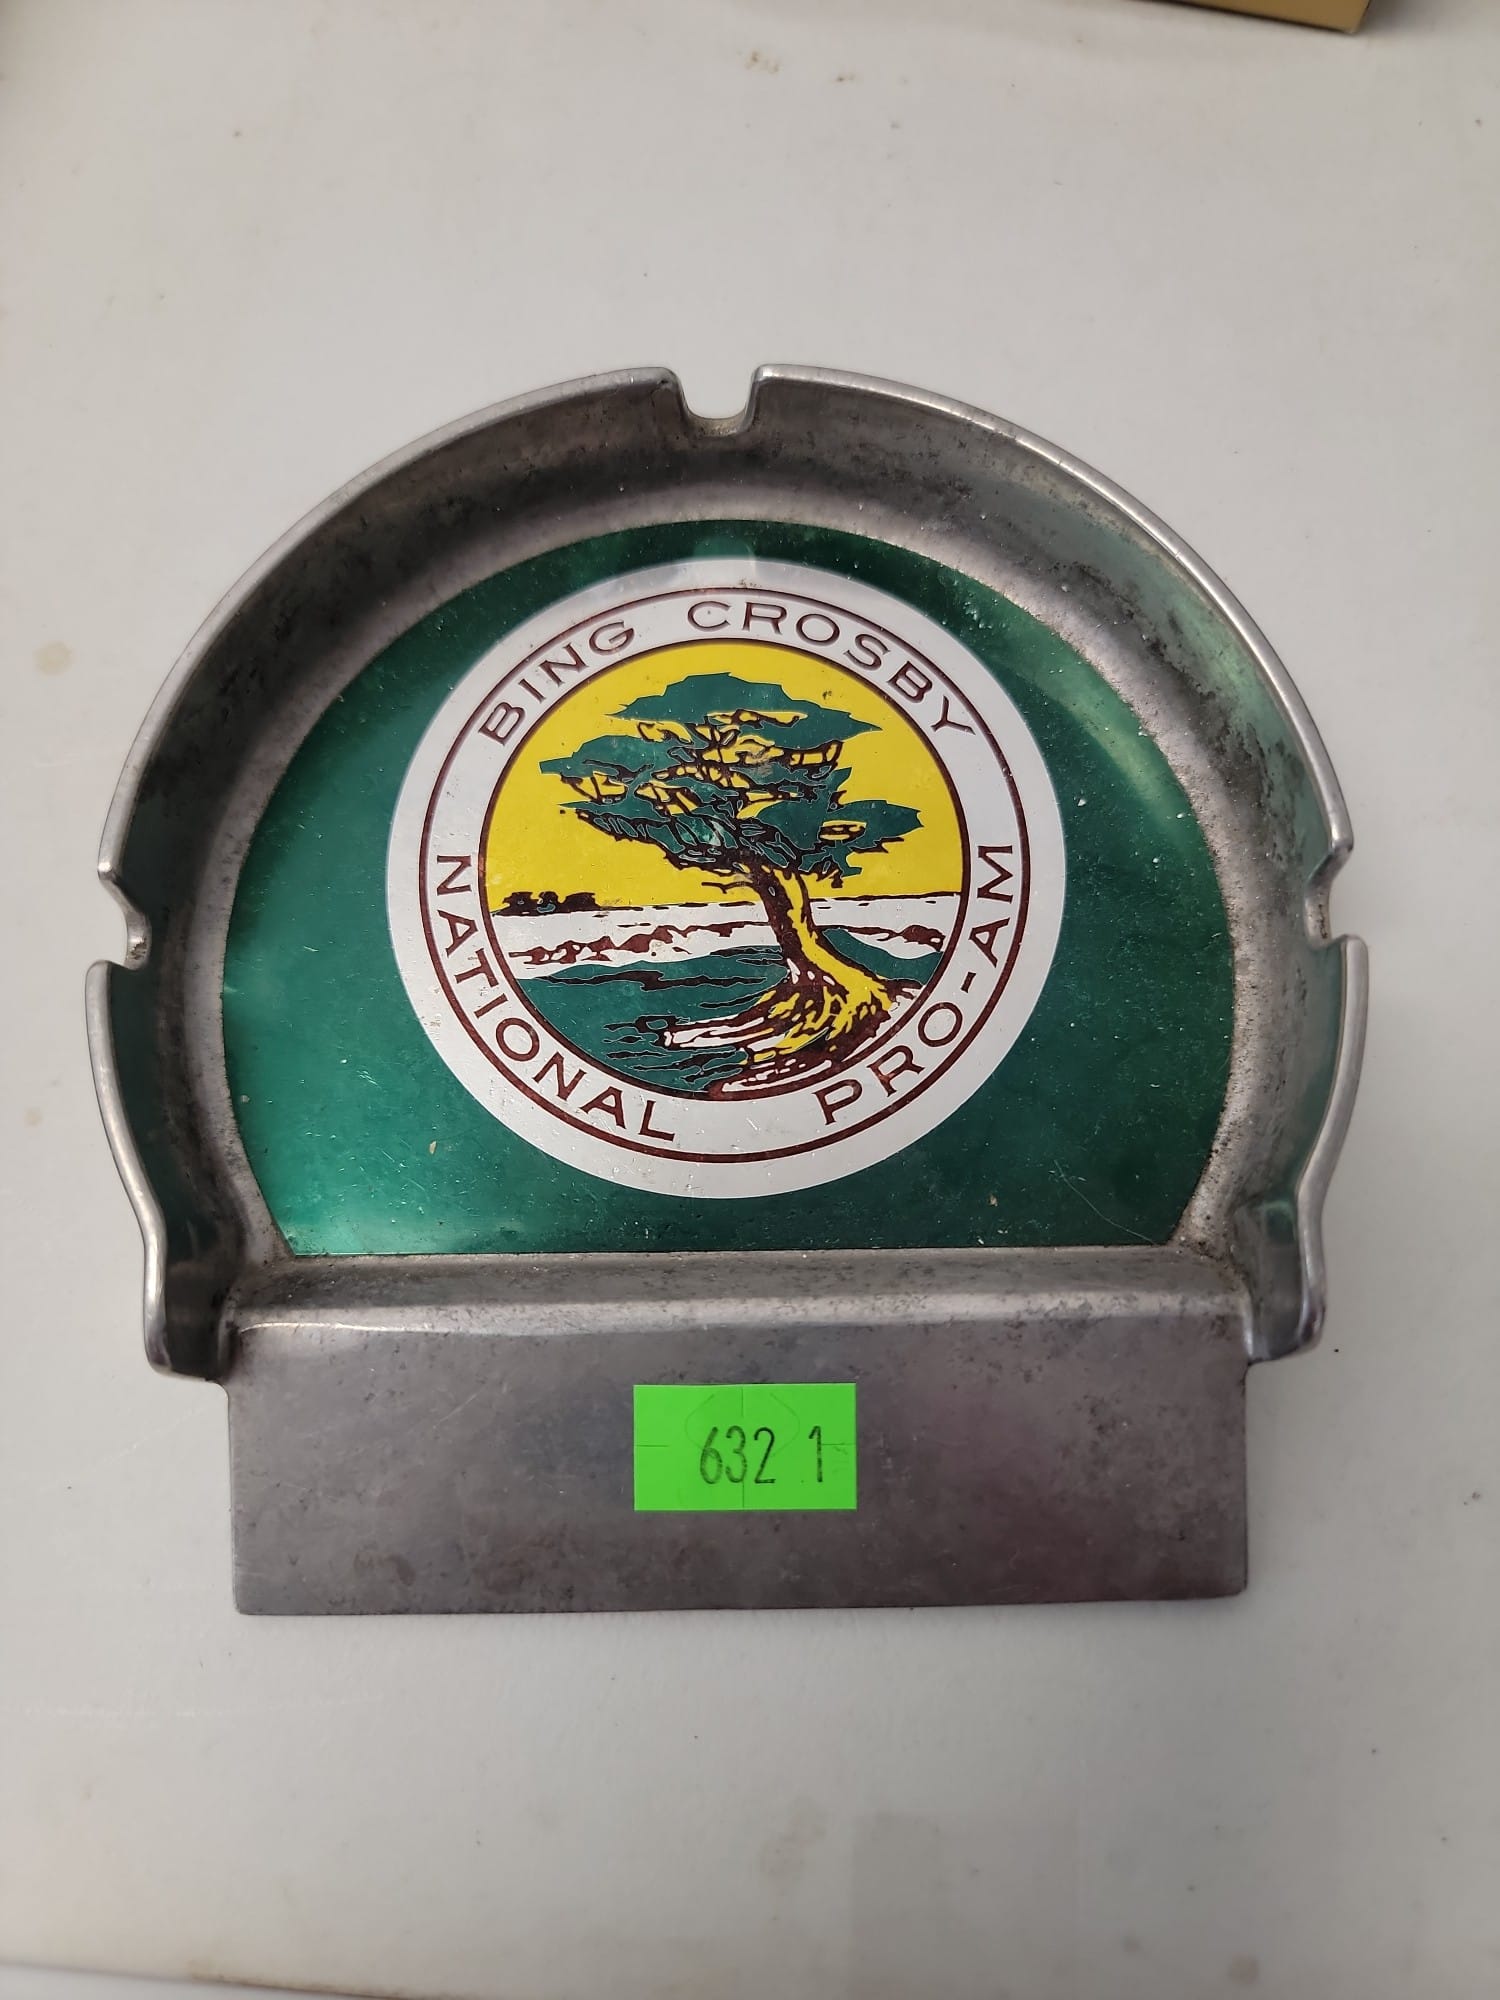 BING CROSBY
NATIONAL PRO-AM
632 1